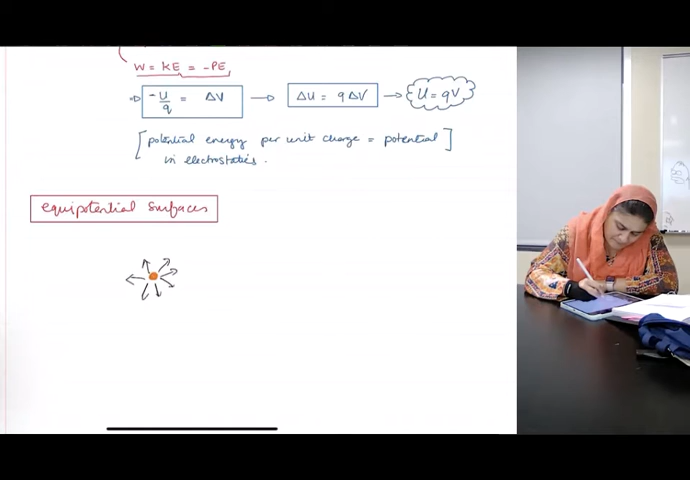 W = KE = -PE
-U/q = ΔV → ΔU = qΔV → U = qV
[potential energy per unit charge = potential]
in electrostatics.
equipotential surfaces